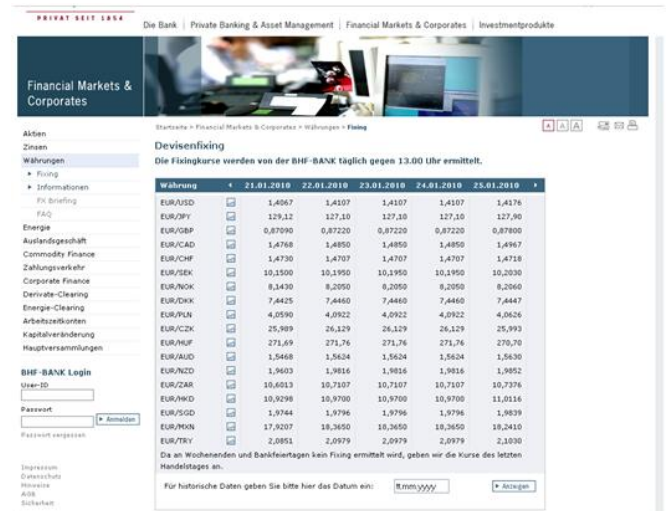 PRIVAT SEIT 1854
Die Bank | Private Banking & Asset Management | Financial Markets & Corporates | Investmentprodukte
Financial Markets &
Corporates
Startseite > Financial Markets & Corporates > Währungen > Fixing
A A A
Aktien
Zinsen
Währungen
Fixing
Informationen
FX Briefing
FAQ
Energie
Auslandsgeschäft
Commodity Finance
Zahlungsverkehr
Corporate Finance
Derivate-Clearing
Energie-Clearing
Arbeitszeitkonten
Kapitalveränderung
Hauptversammlungen
BHF-BANK Login
User-ID
Passwort
Anmelden
Passwort vergessen
Impressum
Datenschutz
Hinweise
AGB
Sicherheit
Devisenfixing
Die Fixingkurse werden von der BHF-BANK täglich gegen 13.00 Uhr ermittelt.
Währung 21.01.2010 22.01.2010 23.01.2010 24.01.2010 25.01.2010
EUR/USD 1,4067 1,4107 1,4107 1,4107 1,4176
EUR/JPY 129,12 127,10 127,10 127,10 127,90
EUR/GBP 0,87090 0,87220 0,87220 0,87220 0,87800
EUR/CAD 1,4768 1,4850 1,4850 1,4850 1,4967
EUR/CHF 1,4730 1,4707 1,4707 1,4707 1,4718
EUR/SEK 10,1500 10,1950 10,1950 10,1950 10,2030
EUR/NOK 8,1430 8,2050 8,2050 8,2050 8,2060
EUR/DKK 7,4425 7,4460 7,4460 7,4460 7,4447
EUR/PLN 4,0590 4,0922 4,0922 4,0922 4,0626
EUR/CZK 25,989 26,129 26,129 26,129 25,993
EUR/HUF 271,69 271,76 271,76 271,76 270,70
EUR/AUD 1,5468 1,5624 1,5624 1,5624 1,5630
EUR/NZD 1,9603 1,9816 1,9816 1,9816 1,9852
EUR/ZAR 10,6013 10,7107 10,7107 10,7107 10,7376
EUR/HKD 10,9298 10,9700 10,9700 10,9700 11,0116
EUR/SGD 1,9744 1,9796 1,9796 1,9796 1,9839
EUR/MXN 17,9207 18,3650 18,3650 18,3650 18,2410
EUR/TRY 2,0851 2,0979 2,0979 2,0979 2,1030
Da an Wochenenden und Bankfeiertagen kein Fixing ermittelt wird, geben wir die Kurse des letzten
Handelstages an.
Für historische Daten geben Sie bitte hier das Datum ein: tt.mm.yyyy Anzeigen